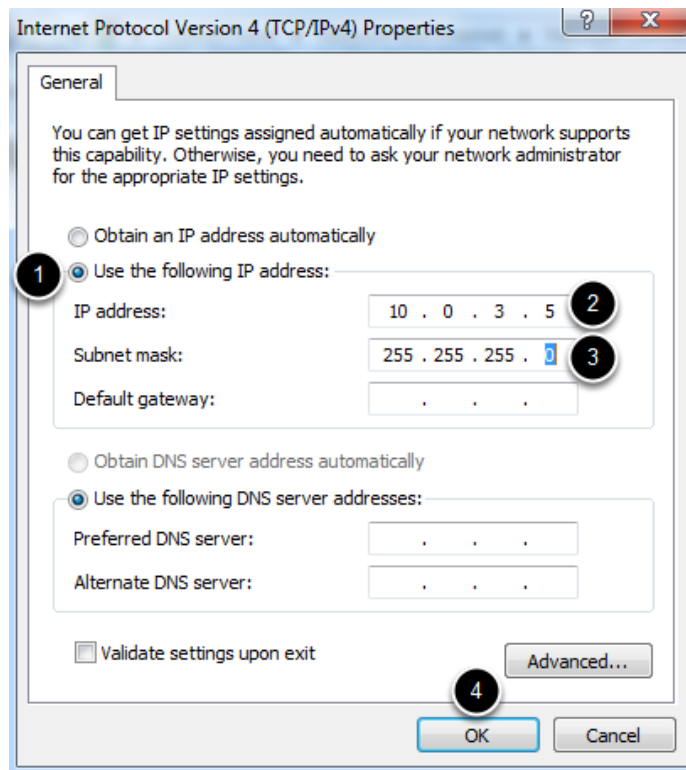 Internet Protocol Version 4 (TCP/IPv4) Properties ? X
General
You can get IP settings assigned automatically if your network supports
this capability. Otherwise, you need to ask your network administrator
for the appropriate IP settings.
Obtain an IP address automatically
1 Use the following IP address:
IP address: 10 . 0 . 3 . 5 2
Subnet mask: 255 . 255 . 255 . 0 3
Default gateway: . . .
Obtain DNS server address automatically
Use the following DNS server addresses:
Preferred DNS server: . . .
Alternate DNS server: . . .
Validate settings upon exit Advanced...
4
OK Cancel